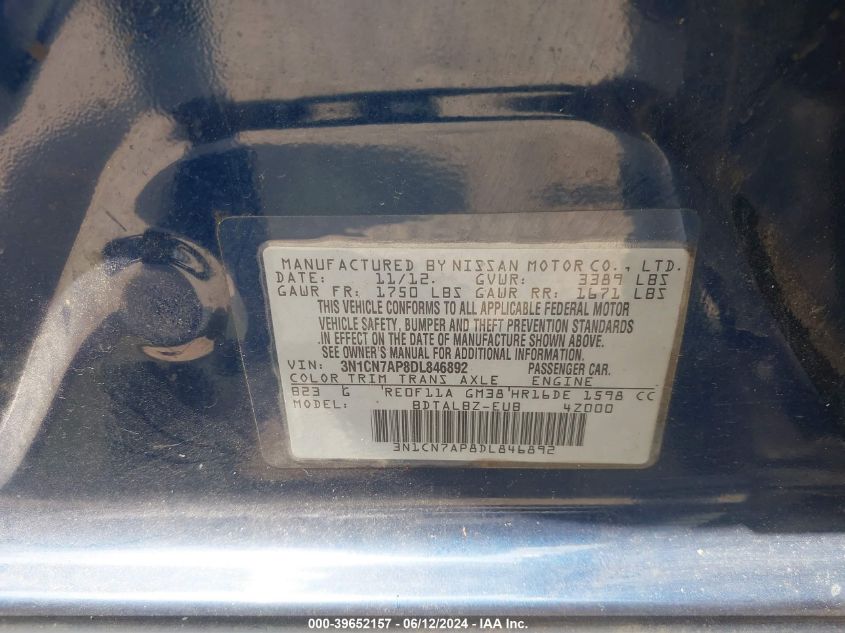 MANUFACTURED BY NISSAN MOTOR CO., LTD.
DATE: 11/12. GVWR: 3389 LBS
GAWR FR: 1750 LBS GAWR RR: 1671 LBS
THIS VEHICLE CONFORMS TO ALL APPLICABLE FEDERAL MOTOR
VEHICLE SAFETY, BUMPER AND THEFT PREVENTION STANDARDS
IN EFFECT ON THE DATE OF MANUFACTURE SHOWN ABOVE.
SEE OWNER'S MANUAL FOR ADDITIONAL INFORMATION.
VIN: 3N1CN7AP8DL846892 PASSENGER CAR.
COLOR TRIM TRANS AXLE ENGINE
B23 G RE0F11A GM38 HR16DE 1598 CC
MODEL: BDTALBZ-EUB 4Z000
3N1CN7AP8DL846892
000-39652157 - 06/12/2024 - IAA Inc.